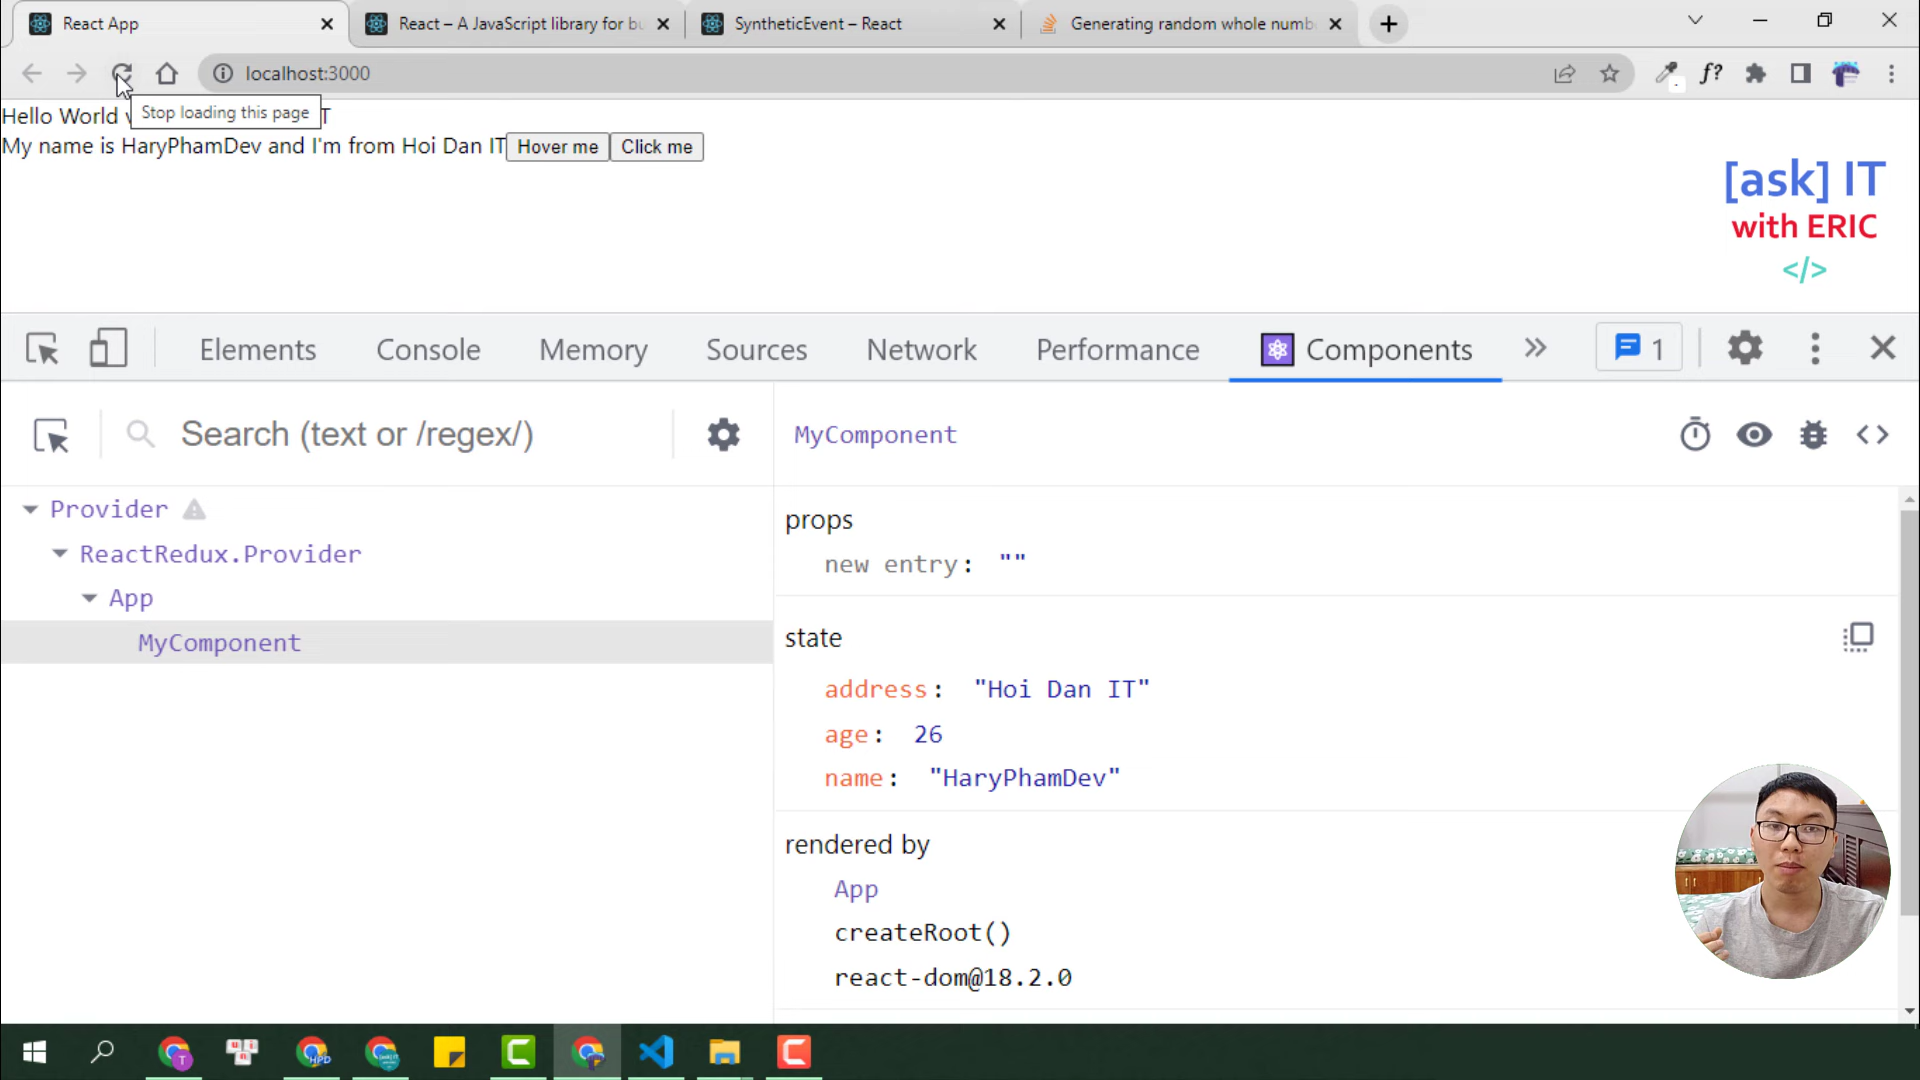 React App
React – A JavaScript library for bu
SyntheticEvent – React
Generating random whole numb
localhost:3000
Stop loading this page
Hello World
My name is HaryPhamDev and I'm from Hoi Dan IT
Hover me
Click me
[ask] IT
with ERIC
</>
Elements
Console
Memory
Sources
Network
Performance
Components
1
Search (text or /regex/)
MyComponent
Provider
ReactRedux.Provider
App
MyComponent
props
new entry: ""
state
address: "Hoi Dan IT"
age: 26
name: "HaryPhamDev"
rendered by
App
createRoot()
react-dom@18.2.0